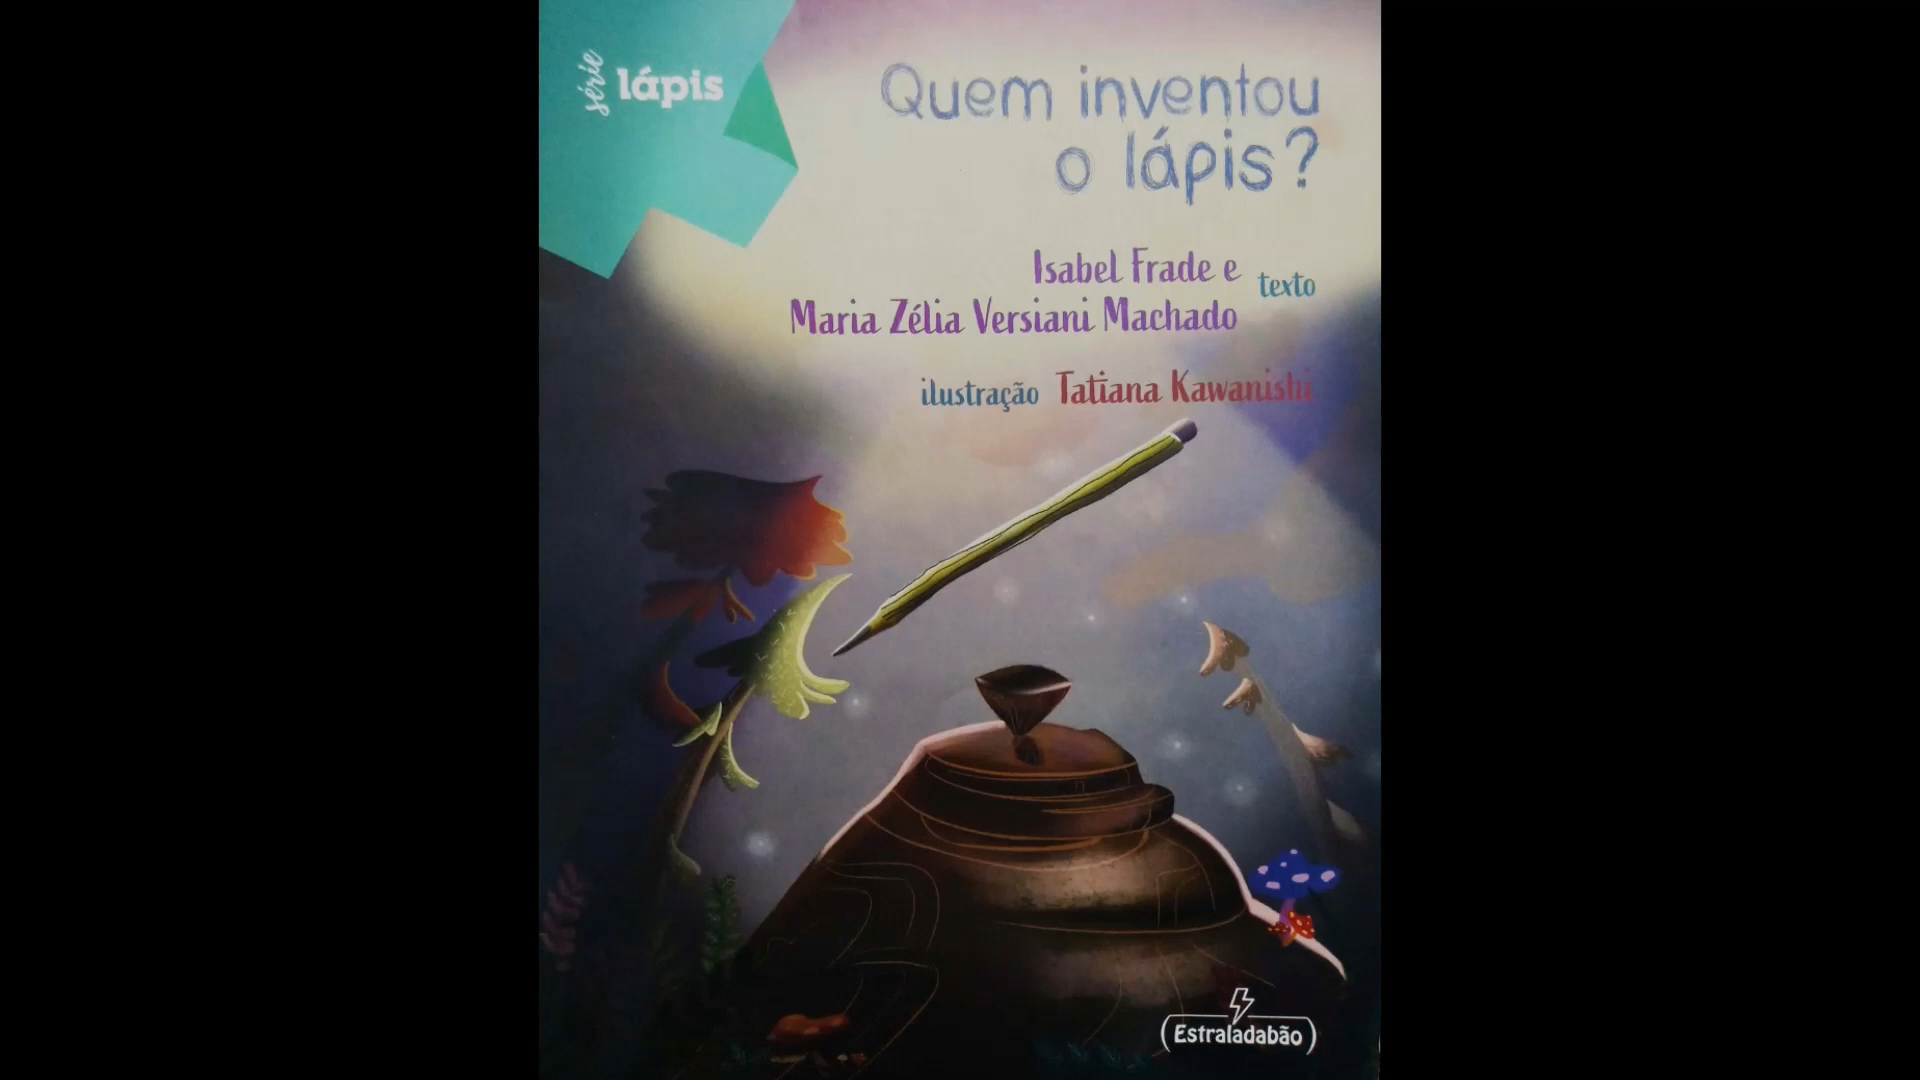 série lápis
Quem inventou
o lápis?
Isabel Frade e
Maria Zélia Versiani Machado texto
ilustração Tatiana Kawanishi
Estraladabão